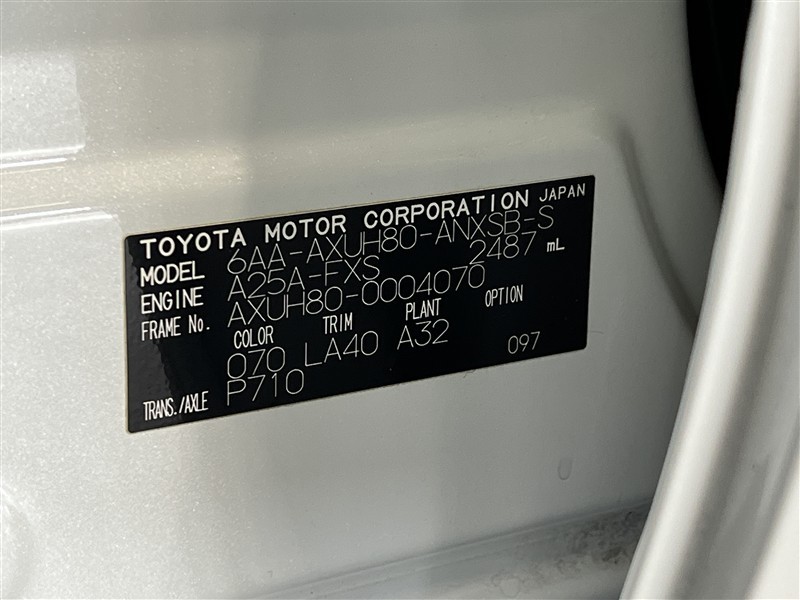 TOYOTA MOTOR CORPORATION JAPAN
MODEL 6AA-AXUH80-ANXSB-S
ENGINE A25A-FXS 2487 mL
FRAME No. AXUH80-0004070
COLOR TRIM PLANT OPTION
070 LA40 A32 097
TRANS./AXLE P710